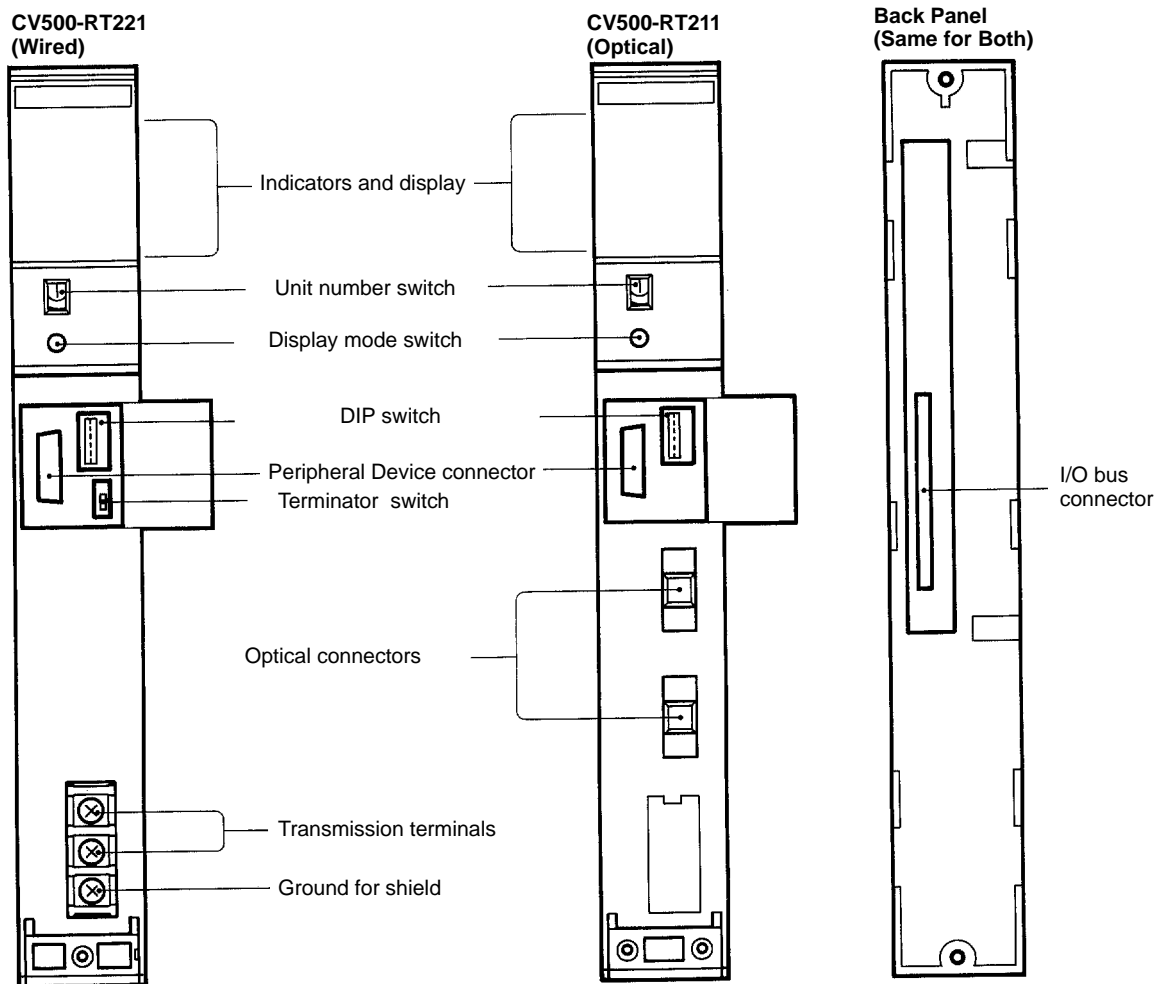 CV500-RT221
(Wired)
CV500-RT211
(Optical)
Back Panel
(Same for Both)
Indicators and display
Unit number switch
Display mode switch
DIP switch
Peripheral Device connector
Terminator switch
I/O bus
connector
Optical connectors
Transmission terminals
Ground for shield